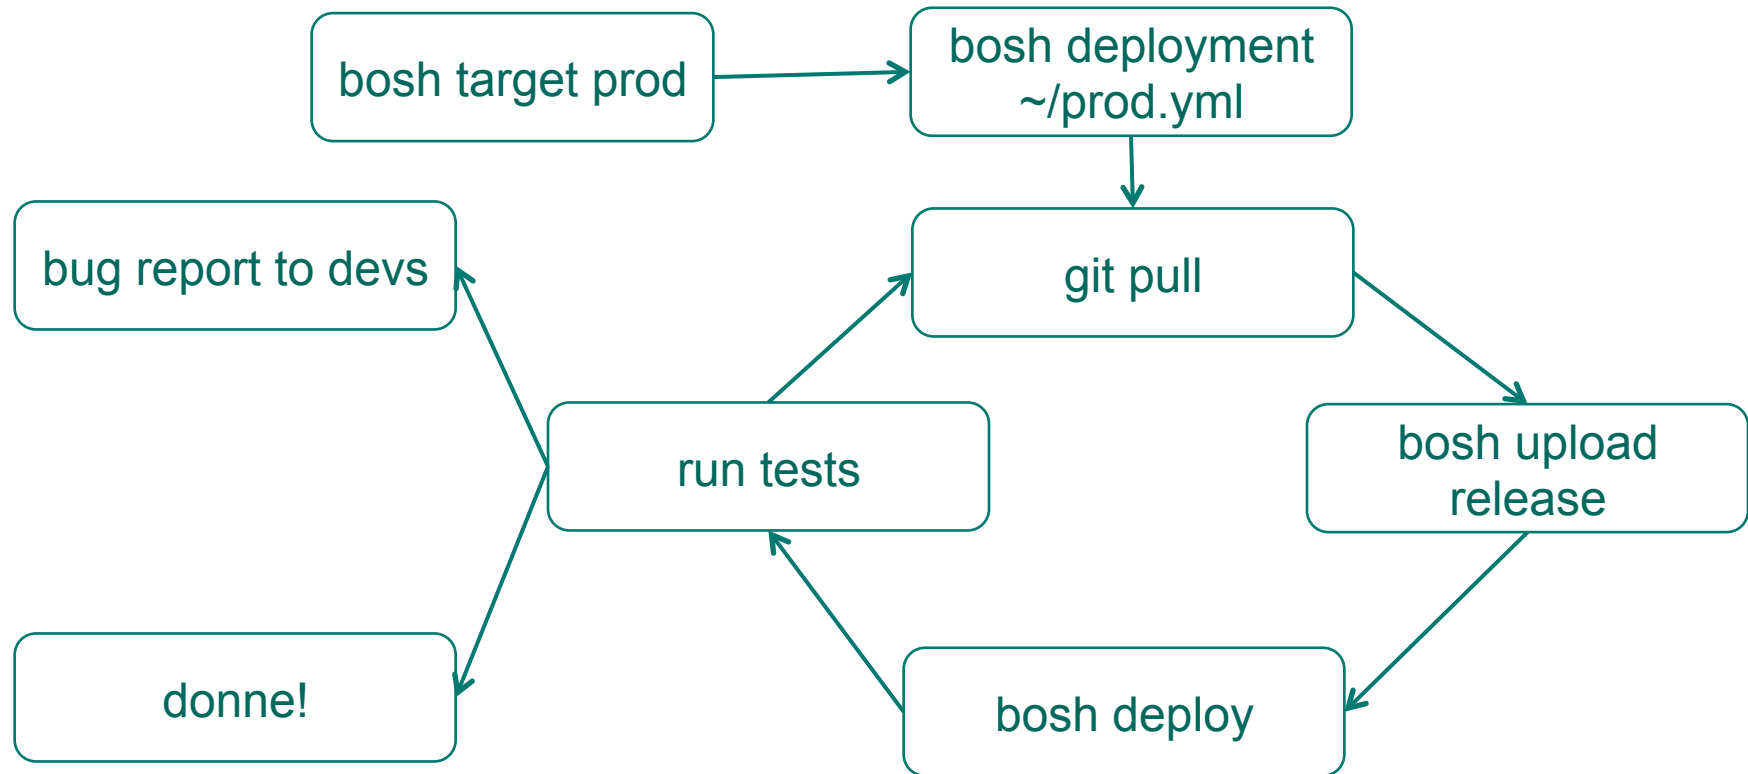 bosh target prod
bosh deployment
~/prod.yml
bug report to devs
git pull
run tests
bosh upload
release
donne!
bosh deploy